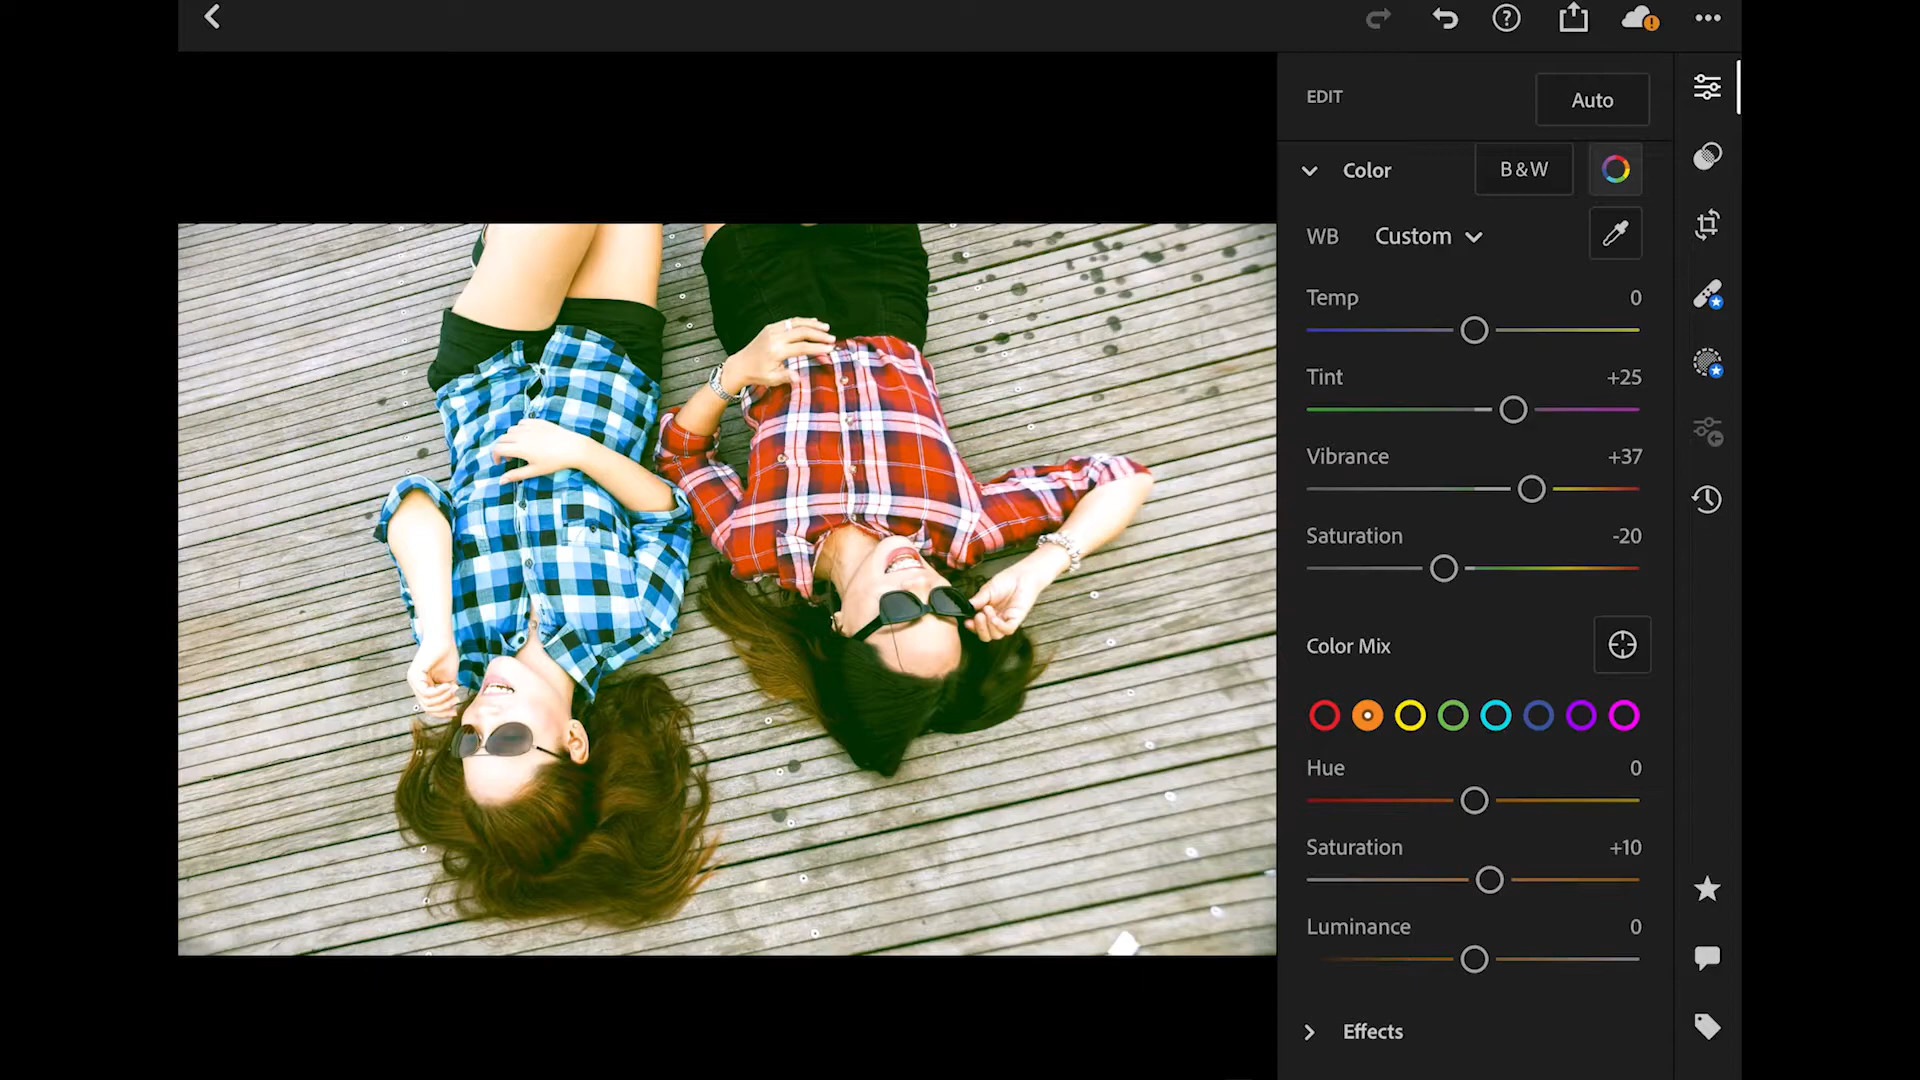 EDIT Auto
Color B&W
WB Custom
Temp 0
Tint +25
Vibrance +37
Saturation -20
Color Mix
Hue 0
Saturation +10
Luminance 0
Effects